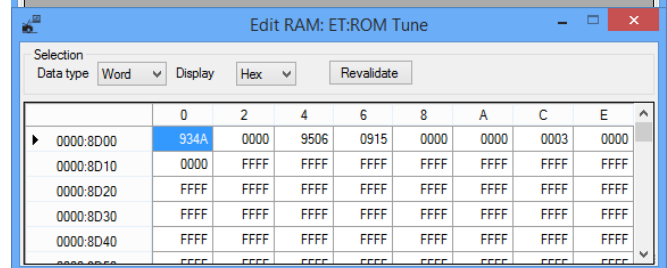 Edit RAM: ET:ROM Tune
Selection
Data type Word Display Hex Revalidate
0 2 4 6 8 A C E
0000:8D00 934A 0000 9506 0915 0000 0000 0003 0000
0000:8D10 0000 FFFF FFFF FFFF FFFF FFFF FFFF FFFF
0000:8D20 FFFF FFFF FFFF FFFF FFFF FFFF FFFF FFFF
0000:8D30 FFFF FFFF FFFF FFFF FFFF FFFF FFFF FFFF
0000:8D40 FFFF FFFF FFFF FFFF FFFF FFFF FFFF FFFF